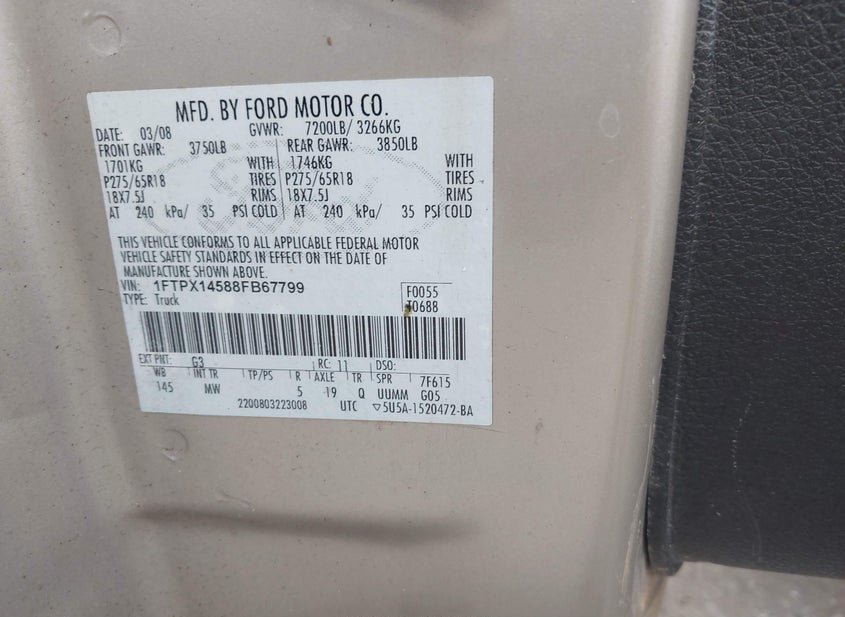 MFD. BY FORD MOTOR CO.
DATE: 03/08 GVWR: 7200LB/ 3266KG
FRONT GAWR: 3750LB REAR GAWR: 3850LB
1701KG WITH 1746KG WITH
P275/65R18 TIRES P275/65R18 TIRES
18X7.5J RIMS 18X7.5J RIMS
AT 240 kPa/ 35 PSI COLD AT 240 kPa/ 35 PSI COLD
THIS VEHICLE CONFORMS TO ALL APPLICABLE FEDERAL MOTOR
VEHICLE SAFETY STANDARDS IN EFFECT ON THE DATE OF
MANUFACTURE SHOWN ABOVE.
VIN: 1FTPX14588FB67799 F0055
TYPE: Truck T0688
EXT PNT: G3 RC: 11 DSO:
WB INT TR TP/PS R AXLE TR SPR 7F615
145 MW 5 19 Q UUMM G05
2200803223008 UTC ▽5U5A-1520472-BA